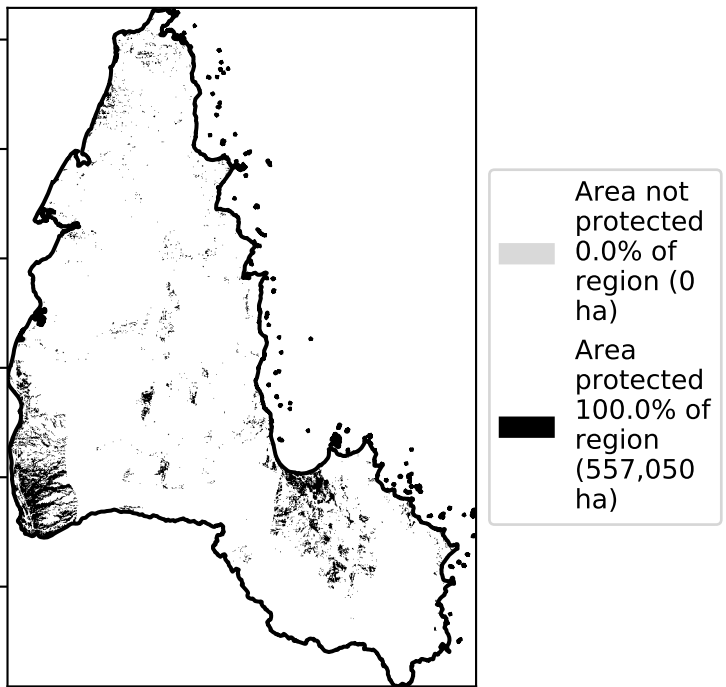 Area not
protected
0.0% of
region (0
ha)
Area
protected
100.0% of
region
(557,050
ha)